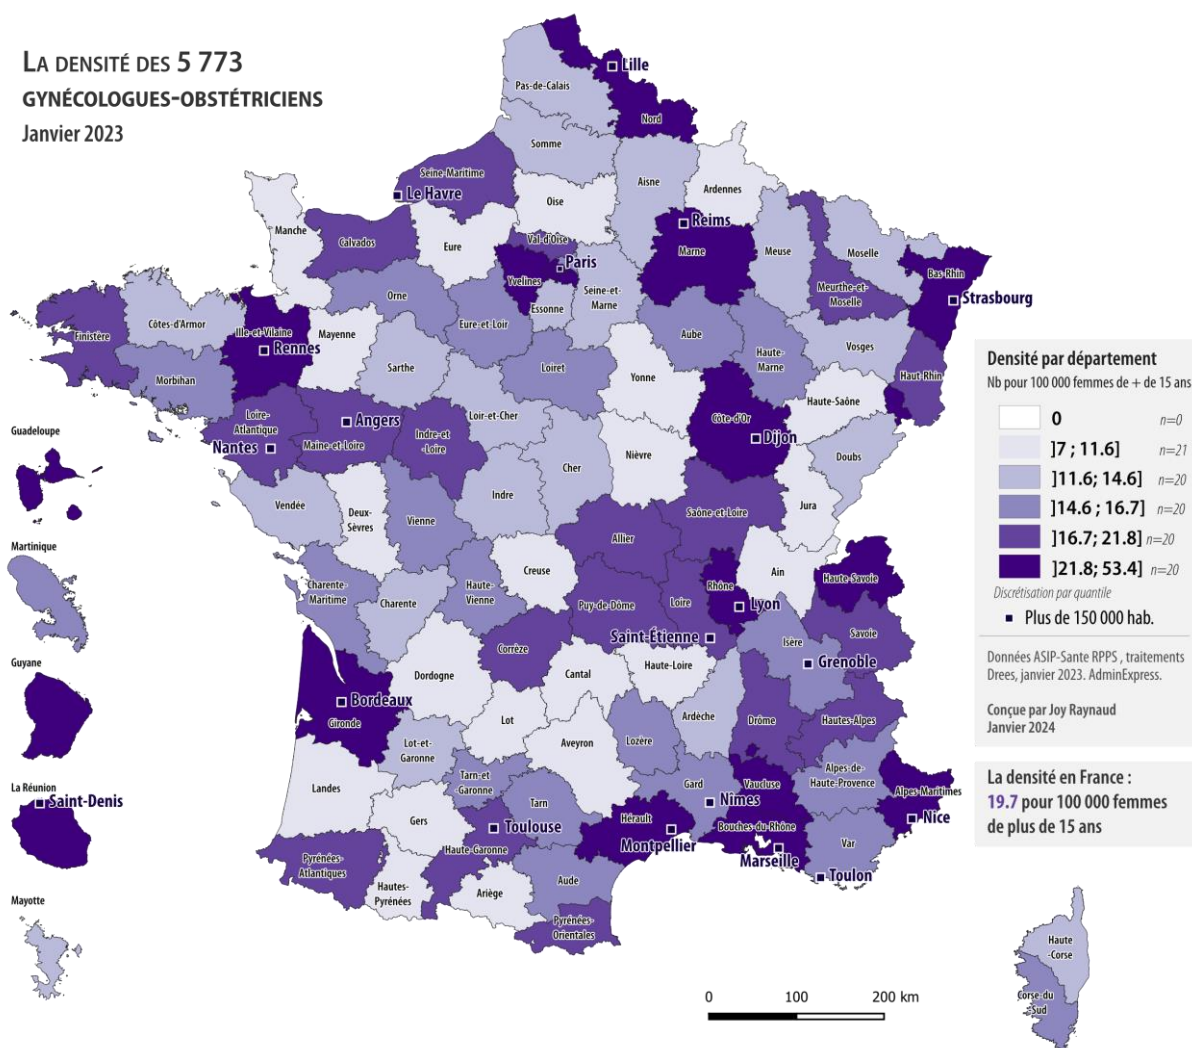 LA DENSITÉ DES 5 773
GYNÉCOLOGUES-OBSTÉTRICIENS
Janvier 2023
Lille
Pas-de-Calais
Nord
Somme
Seine-Maritime
Le Havre
Aisne
Ardennes
Oise
Reims
Manche
Calvados
Eure
Val-d'Oise
Paris
Marne
Meuse
Moselle
Bas-Rhin
Yvelines
Seine-et-
Marne
Meurthe-et-
Moselle
Strasbourg
Orne
Essonne
Finistère
Côtes-d'Armor
Ille-et-Vilaine
Rennes
Mayenne
Eure-et-Loir
Aube
Vosges
Morbihan
Sarthe
Loiret
Haute-
Marne
Yonne
Haut-Rhin
Haute-Saône
Loire-
Atlantique
Angers
Maine-et-Loire
Indre-et
-Loire
Loir-et-Cher
Côte-d'Or
Dijon
Nantes
Doubs
Cher
Nièvre
Vendée
Deux-
Sèvres
Vienne
Indre
Jura
Saône-et-Loire
Allier
Creuse
Ain
Haute-Savoie
Charente-
Maritime
Charente
Haute-
Vienne
Puy-de-Dôme
Loire
Rhône
Lyon
Saint-Étienne
Savoie
Isère
Grenoble
Corrèze
Dordogne
Cantal
Haute-Loire
Bordeaux
Gironde
Lot
Ardèche
Drôme
Hautes-Alpes
Lot-et-
Garonne
Aveyron
Lozère
Landes
Tarn-et
Garonne
Tarn
Gard
Nimes
Vaucluse
Alpes-de-
Haute-Provence
Alpes-Maritimes
Nice
Gers
Toulouse
Hérault
Montpellier
Bouches-du-Rhône
Marseille
Var
Toulon
Haute-Garonne
Pyrénées-
Atlantiques
Hautes-
Pyrénées
Ariège
Aude
Pyrénées-
Orientales
Haute
-Corse
Corse-du
-Sud
Guadeloupe
Martinique
Guyane
La Réunion
Saint-Denis
Mayotte
0 100 200 km
Densité par département
Nb pour 100 000 femmes de + de 15 ans
0 n=0
]7 ; 11.6] n=21
]11.6; 14.6] n=20
]14.6 ; 16.7] n=20
]16.7; 21.8] n=20
]21.8; 53.4] n=20
Discrétisation par quantile
Plus de 150 000 hab.
Données ASIP-Sante RPPS , traitements
Drees, janvier 2023. AdminExpress.
Conçue par Joy Raynaud
Janvier 2024
La densité en France :
19.7 pour 100 000 femmes
de plus de 15 ans